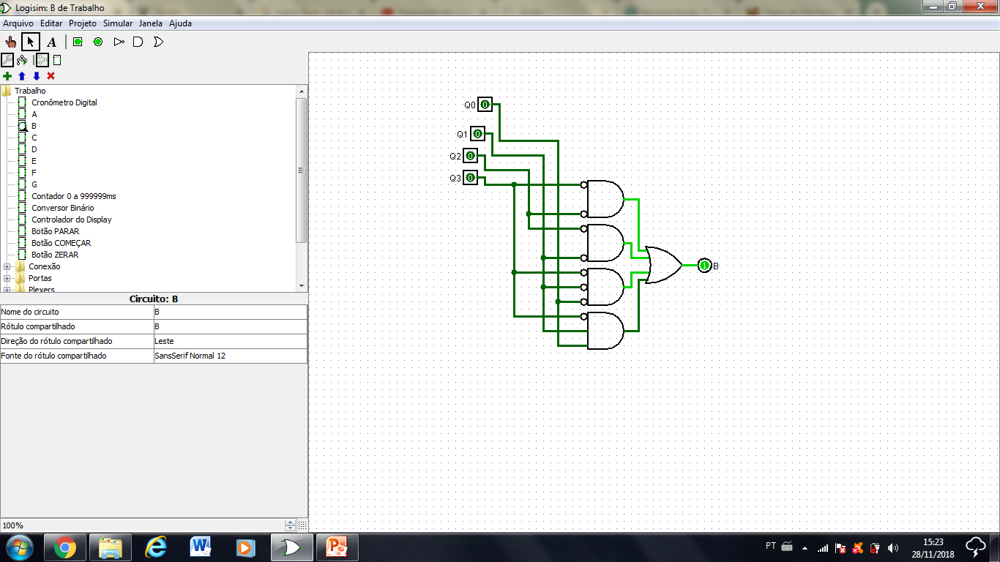 Logisim: B de Trabalho
Arquivo Editar Projeto Simular Janela Ajuda
A
Trabalho
Cronômetro Digital
A
B
C
D
E
F
G
Contador 0 a 999999ms
Conversor Binário
Controlador do Display
Botão PARAR
Botão COMEÇAR
Botão ZERAR
Conexão
Portas
Plexers
Circuito: B
Nome do circuito B
Rótulo compartilhado B
Direção do rótulo compartilhado Leste
Fonte do rótulo compartilhado SansSerif Normal 12
100%
Q0 0
Q1 0
Q2 0
Q3 0
1 B
PT
15:23
28/11/2018